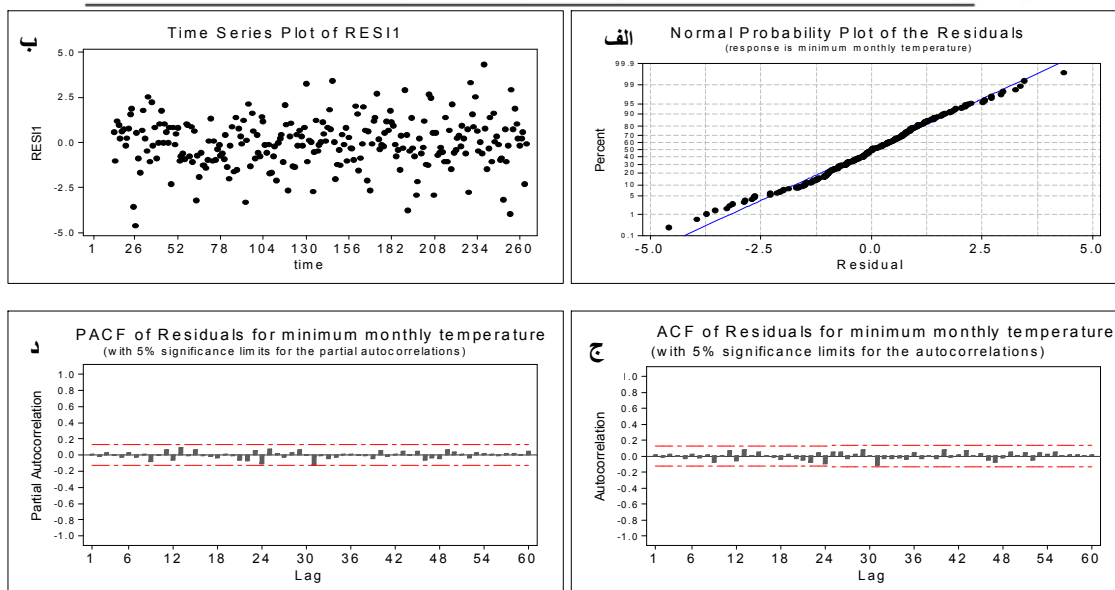 الف
Normal Probability Plot of the Residuals
(response is minimum monthly temperature)
Percent
99.9
99
95
90
80
70
60
50
40
30
20
10
5
1
0.1
-5.0 -2.5 0.0 2.5 5.0
Residual
ب
Time Series Plot of RESI1
RESI1
5.0
2.5
0.0
-2.5
-5.0
1 26 52 78 104 130 156 182 208 234 260
time
ج
ACF of Residuals for minimum monthly temperature
(with 5% significance limits for the autocorrelations)
Autocorrelation
1.0
0.8
0.6
0.4
0.2
0.0
-0.2
-0.4
-0.6
-0.8
-1.0
1 6 12 18 24 30 36 42 48 54 60
Lag
د
PACF of Residuals for minimum monthly temperature
(with 5% significance limits for the partial autocorrelations)
Partial Autocorrelation
1.0
0.8
0.6
0.4
0.2
0.0
-0.2
-0.4
-0.6
-0.8
-1.0
1 6 12 18 24 30 36 42 48 54 60
Lag